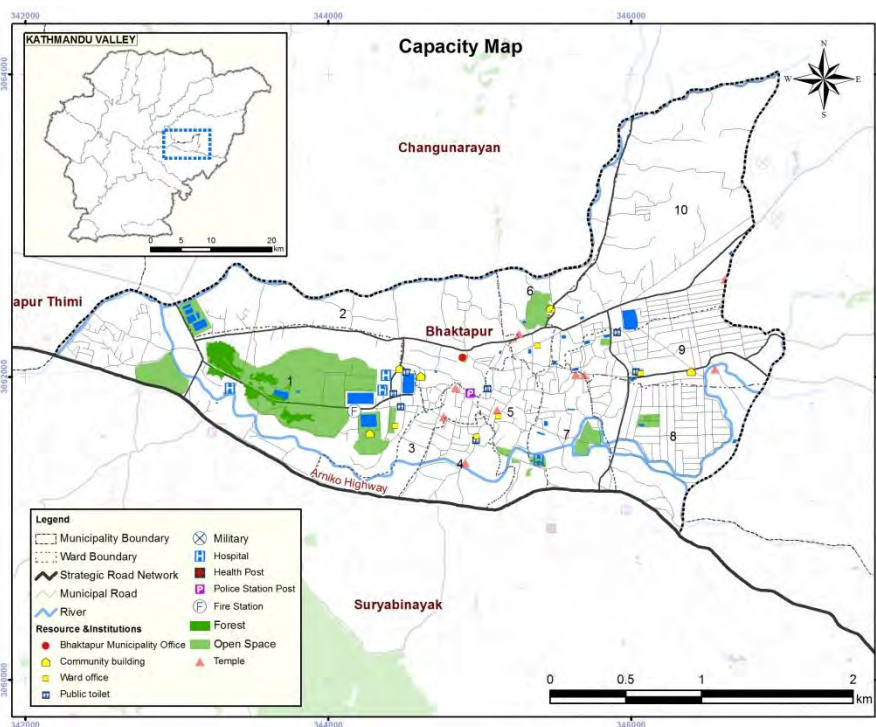 342000
344000
346000
3064000
3062000
3060000
KATHMANDU VALLEY
0 5 10 20
km
Capacity Map
N
W E
S
Changunarayan
apur Thimi
Bhaktapur
Suryabinayak
Arniko Highway
1
2
3
4
5
6
7
8
9
10
F
H
H
H
H
P
Legend
Municipality Boundary
Ward Boundary
Strategic Road Network
Municipal Road
River
Resource &Institutions
Bhaktapur Municipality Office
Community building
Ward office
Public toilet
Military
H Hospital
Health Post
P Police Station Post
F Fire Station
Forest
Open Space
Temple
0 0.5 1 2
km
342000
344000
346000